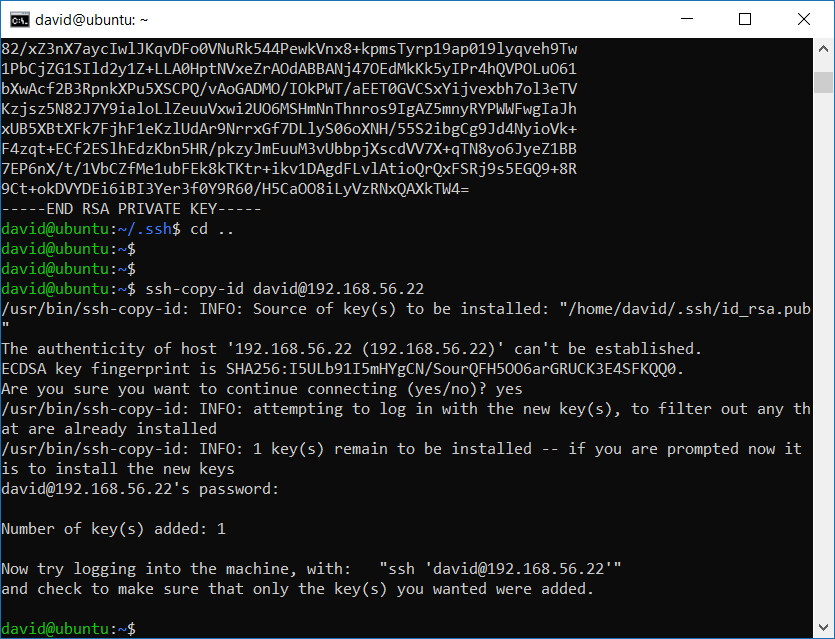 david@ubuntu: ~
82/xZ3nX7aycIwlJKqvDFo0VNuRk544PewkVnx8+kpmsTyrp19ap019lyqveh9Tw
1PbCjZG1SIld2y1Z+LLA0HptNVxeZrAOdABBANj47OEdMkKk5yIPr4hQVPOLuO61
bXwAcf2B3RpnkXPu5XSCPQ/vAoGADMO/IOkPWT/aEET0GVCSxYijvexbh7ol3eTV
Kzjsz5N82J7Y9ialoLlZeuuVxwi2UO6MSHmNnThnros9IgAZ5mnyRYPWWFwgIaJh
xUB5XBtXFk7FjhF1eKzlUdAr9NrrxGf7DLlyS06oXNH/55S2ibgCg9Jd4NyioVk+
F4zqt+ECf2ESlhEdzKbn5HR/pkzyJmEuuM3vUbbpjXscdVV7X+qTN8yo6JyeZ1BB
7EP6nX/t/1VbCZfMe1ubFEk8kTKtr+ikv1DAgdFLvlAtioQrQxFSRj9s5EGQ9+8R
9Ct+okDVYDEi6iBI3Yer3f0Y9R60/H5CaOO8iLyVzRNxQAXkTW4=
-----END RSA PRIVATE KEY-----
david@ubuntu:~/.ssh$ cd ..
david@ubuntu:~$
david@ubuntu:~$
david@ubuntu:~$ ssh-copy-id david@192.168.56.22
/usr/bin/ssh-copy-id: INFO: Source of key(s) to be installed: "/home/david/.ssh/id_rsa.pub
"
The authenticity of host '192.168.56.22 (192.168.56.22)' can't be established.
ECDSA key fingerprint is SHA256:I5ULb91I5mHYgCN/SourQFH5OO6arGRUCK3E4SFKQQ0.
Are you sure you want to continue connecting (yes/no)? yes
/usr/bin/ssh-copy-id: INFO: attempting to log in with the new key(s), to filter out any th
at are already installed
/usr/bin/ssh-copy-id: INFO: 1 key(s) remain to be installed -- if you are prompted now it
is to install the new keys
david@192.168.56.22's password:
Number of key(s) added: 1
Now try logging into the machine, with:   "ssh 'david@192.168.56.22'"
and check to make sure that only the key(s) you wanted were added.
david@ubuntu:~$